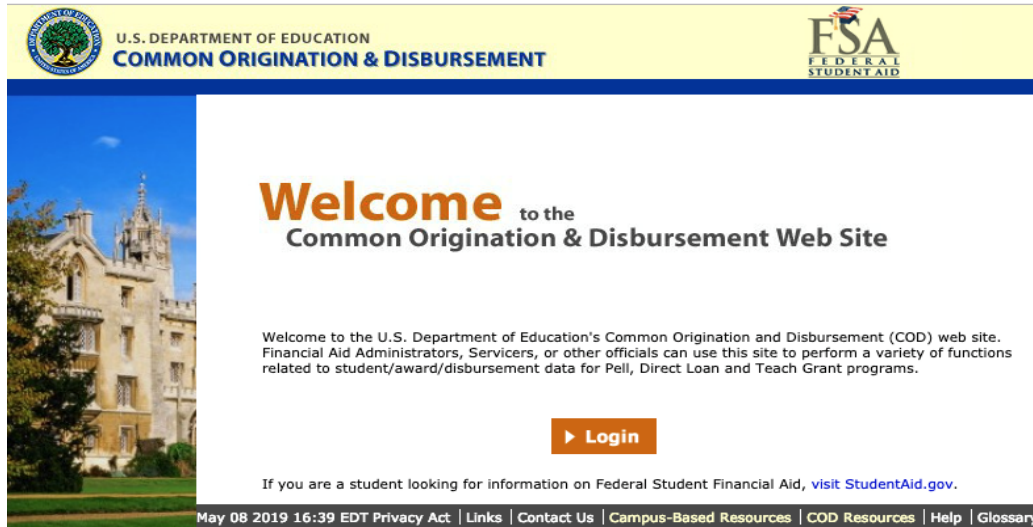 U.S. DEPARTMENT OF EDUCATION
COMMON ORIGINATION & DISBURSEMENT
FSA
FEDERAL
STUDENT AID
Welcome to the
Common Origination & Disbursement Web Site
Welcome to the U.S. Department of Education's Common Origination and Disbursement (COD) web site.
Financial Aid Administrators, Servicers, or other officials can use this site to perform a variety of functions
related to student/award/disbursement data for Pell, Direct Loan and Teach Grant programs.
Login
If you are a student looking for information on Federal Student Financial Aid, visit StudentAid.gov.
May 08 2019 16:39 EDT Privacy Act | Links | Contact Us | Campus-Based Resources | COD Resources | Help | Glossar